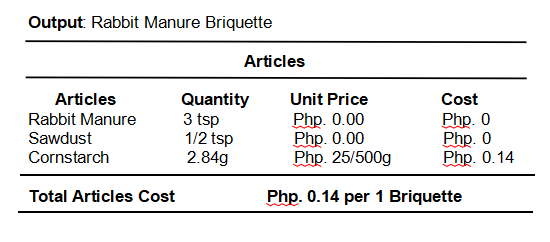 Output: Rabbit Manure Briquette
Articles
Articles Quantity Unit Price Cost
Rabbit Manure 3 tsp Php. 0.00 Php. 0
Sawdust 1/2 tsp Php. 0.00 Php. 0
Cornstarch 2.84g Php. 25/500g Php. 0.14
Total Articles Cost Php. 0.14 per 1 Briquette